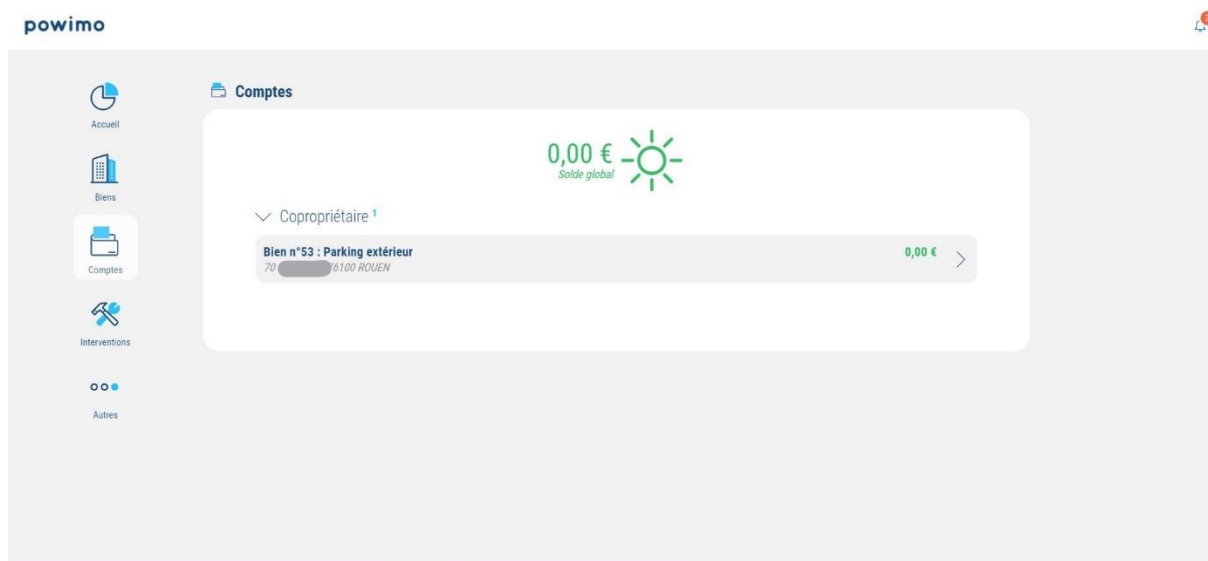 powimo
Accueil
Biens
Comptes
Interventions
Autres
Comptes
0,00 €
Solde global
Copropriétaire 1
Bien n°53 : Parking extérieur
70 6100 ROUEN
0,00 €